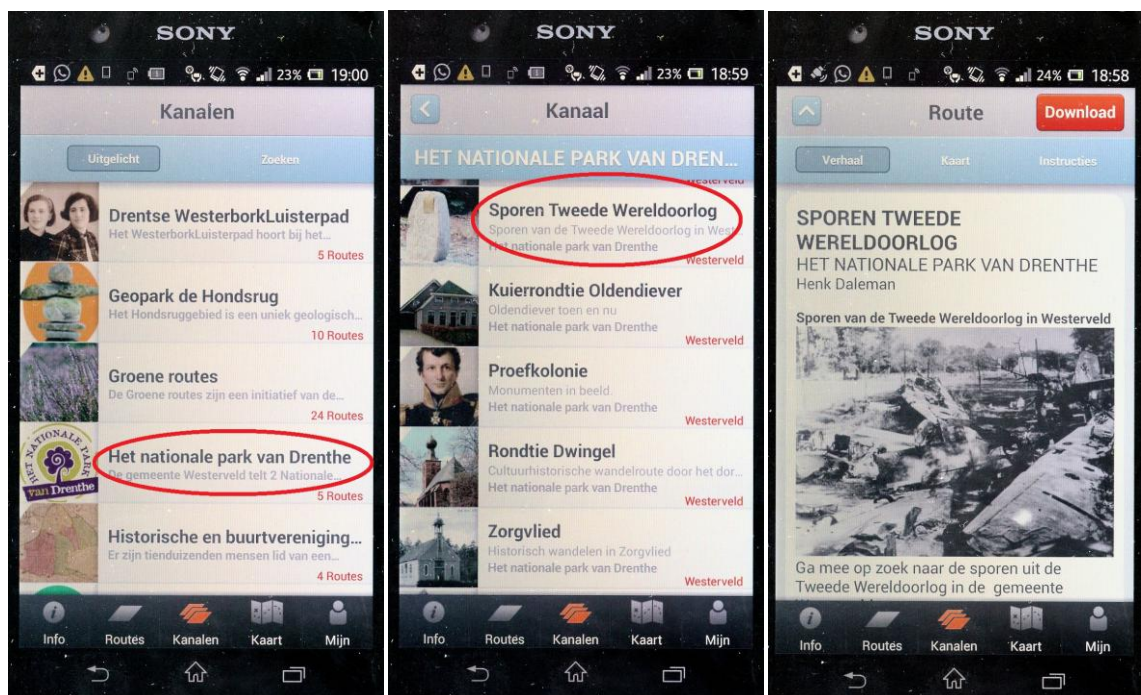 SONY
23% 19:00
Kanalen
Uitgelicht Zoeken
Drentse WesterborkLuisterpad
Het WesterborkLuisterpad hoort bij het...
5 Routes
Geopark de Hondsrug
Het Hondsruggebied is een uniek geologisch...
10 Routes
Groene routes
De Groene routes zijn een initiatief van de...
24 Routes
HET NATIONALE PARK
van Drenthe
Het nationale park van Drenthe
De gemeente Westerveld telt 2 Nationale...
5 Routes
Historische en buurtvereniging...
Er zijn tienduizenden mensen lid van een...
4 Routes
Info Routes Kanalen Kaart Mijn
SONY
23% 18:59
Kanaal
HET NATIONALE PARK VAN DREN...
Westerveld
Sporen Tweede Wereldoorlog
Sporen van de Tweede Wereldoorlog in West...
Het nationale park van Drenthe
Westerveld
Kuierrondtie Oldendiever
Oldendiever toen en nu
Het nationale park van Drenthe
Westerveld
Proefkolonie
Monumenten in beeld.
Het nationale park van Drenthe
Westerveld
Rondtie Dwingel
Cultuurhistorische wandelroute door het dor...
Het nationale park van Drenthe
Westerveld
Zorgvlied
Historisch wandelen in Zorgvlied
Het nationale park van Drenthe
Westerveld
Info Routes Kanalen Kaart Mijn
SONY
24% 18:58
Route Download
Verhaal Kaart Instructies
SPOREN TWEEDE
WERELDOORLOG
HET NATIONALE PARK VAN DRENTHE
Henk Daleman
Sporen van de Tweede Wereldoorlog in Westerveld
Ga mee op zoek naar de sporen uit de
Tweede Wereldoorlog in de gemeente
Info Routes Kanalen Kaart Mijn